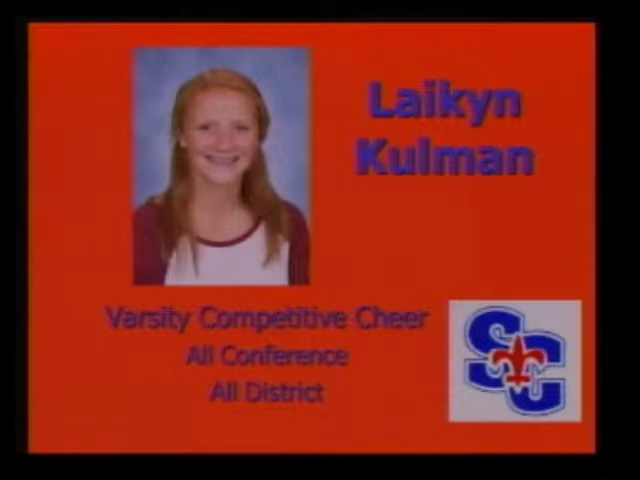 Laikyn
Kulman
Varsity Competitive Cheer
All Conference
All District
SC